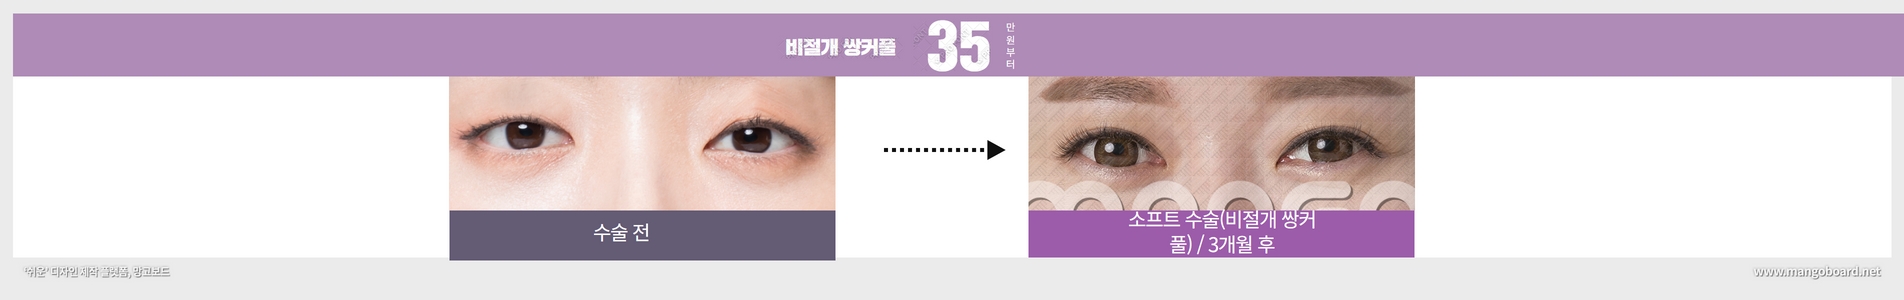 비절개 쌍커풀 35 만원부터
수술 전
소프트 수술(비절개 쌍커
풀) / 3개월 후
‘쉬운’ 디자인 제작 플랫폼, 망고보드
www.mangoboard.net